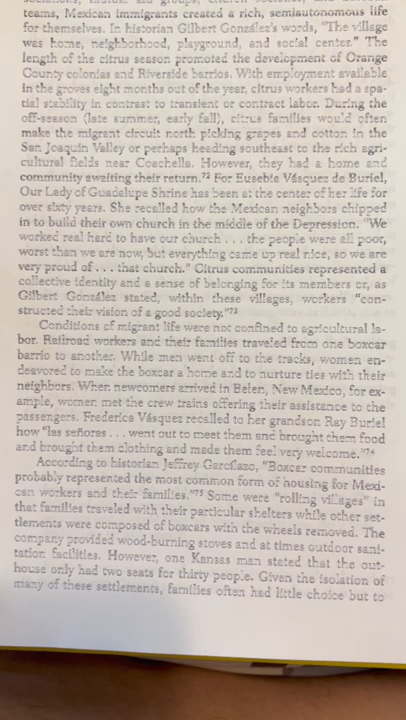 teams, Mexican immigrants created a rich, semiautonomous life
for themselves. In historian Gilbert González's words, "The village
was home, neighborhood, playground, and social center." The
length of the citrus season promoted the development of Orange
County colonias and Riverside barrios. With employment available
in the groves eight months out of the year, citrus workers had a spa-
tial stability in contrast to transient or contract labor. During the
off-season (late summer, early fall), citrus families would often
make the migrant circuit north picking grapes and cotton in the
San Joaquin Valley or perhaps heading southeast to the rich agri-
cultural fields near Coachella. However, they had a home and
community awaiting their return.72 For Eusebia Vásquez de Buriel,
Our Lady of Guadalupe Shrine has been at the center of her life for
over sixty years. She recalled how the Mexican neighbors chipped
in to build their own church in the middle of the Depression. "We
worked real hard to have our church . . . the people were all poor,
worst than we are now, but everything came up reel nice, so we are
very proud of . . . that church." Citrus communities represented a
collective identity and a sense of belonging for its members or, as
Gilbert González stated, within these villages, workers "con-
structed their vision of a good society."73
Conditions of migrant life were not confined to agricultural la-
bor. Railroad workers and their families traveled from one boxcar
barrio to another. While men went off to the tracks, women en-
deavored to make the boxcar a home and to nurture ties with their
neighbors. When newcomers arrived in Belen, New Mexico, for ex-
ample, women met the crew trains offering their assistance to the
passengers. Frederica Vásquez recalled to her grandson Ray Buriel
how "las señoras . . . went out to meet them and brought them food
and brought them clothing and made them feel very welcome."74
According to historian Jeffrey Garcílazo, "Boxcar communities
probably represented the most common form of housing for Mexi-
can workers and their families."75 Some were "rolling villages" in
that families traveled with their particular shelters while other set-
tlements were composed of boxcars with the wheels removed. The
company provided wood-burning stoves and at times outdoor sani-
tation facilities. However, one Kansas man stated that the out-
house only had two seats for thirty people. Given the isolation of
many of these settlements, families often had little choice but to